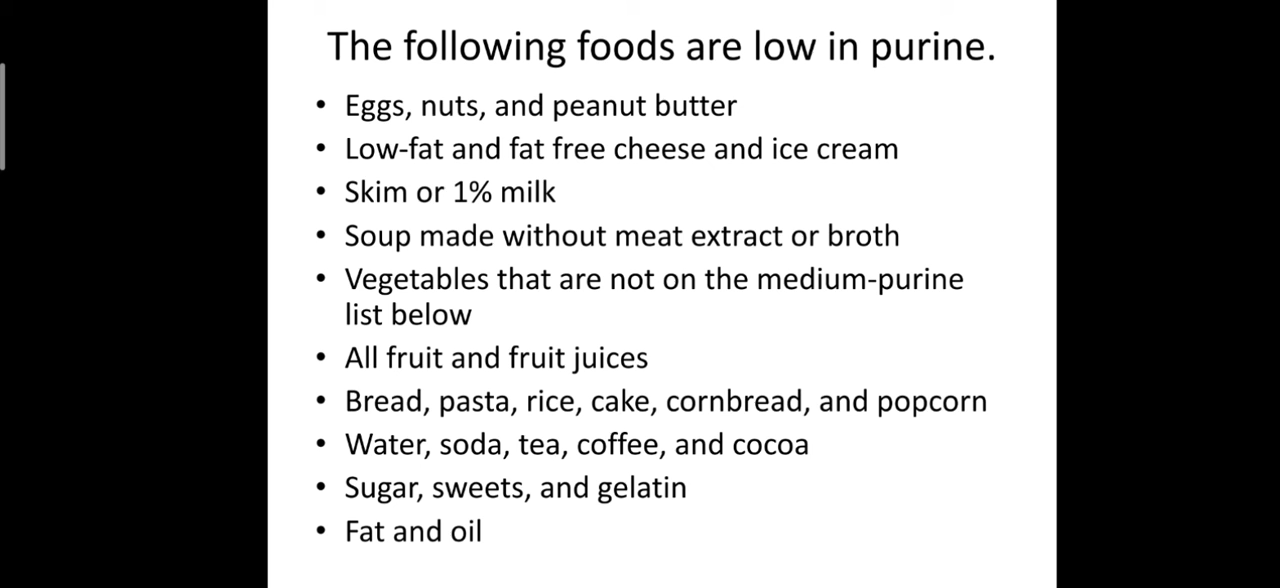 The following foods are low in purine.
• Eggs, nuts, and peanut butter
• Low-fat and fat free cheese and ice cream
• Skim or 1% milk
• Soup made without meat extract or broth
• Vegetables that are not on the medium-purine
list below
• All fruit and fruit juices
• Bread, pasta, rice, cake, cornbread, and popcorn
• Water, soda, tea, coffee, and cocoa
• Sugar, sweets, and gelatin
• Fat and oil